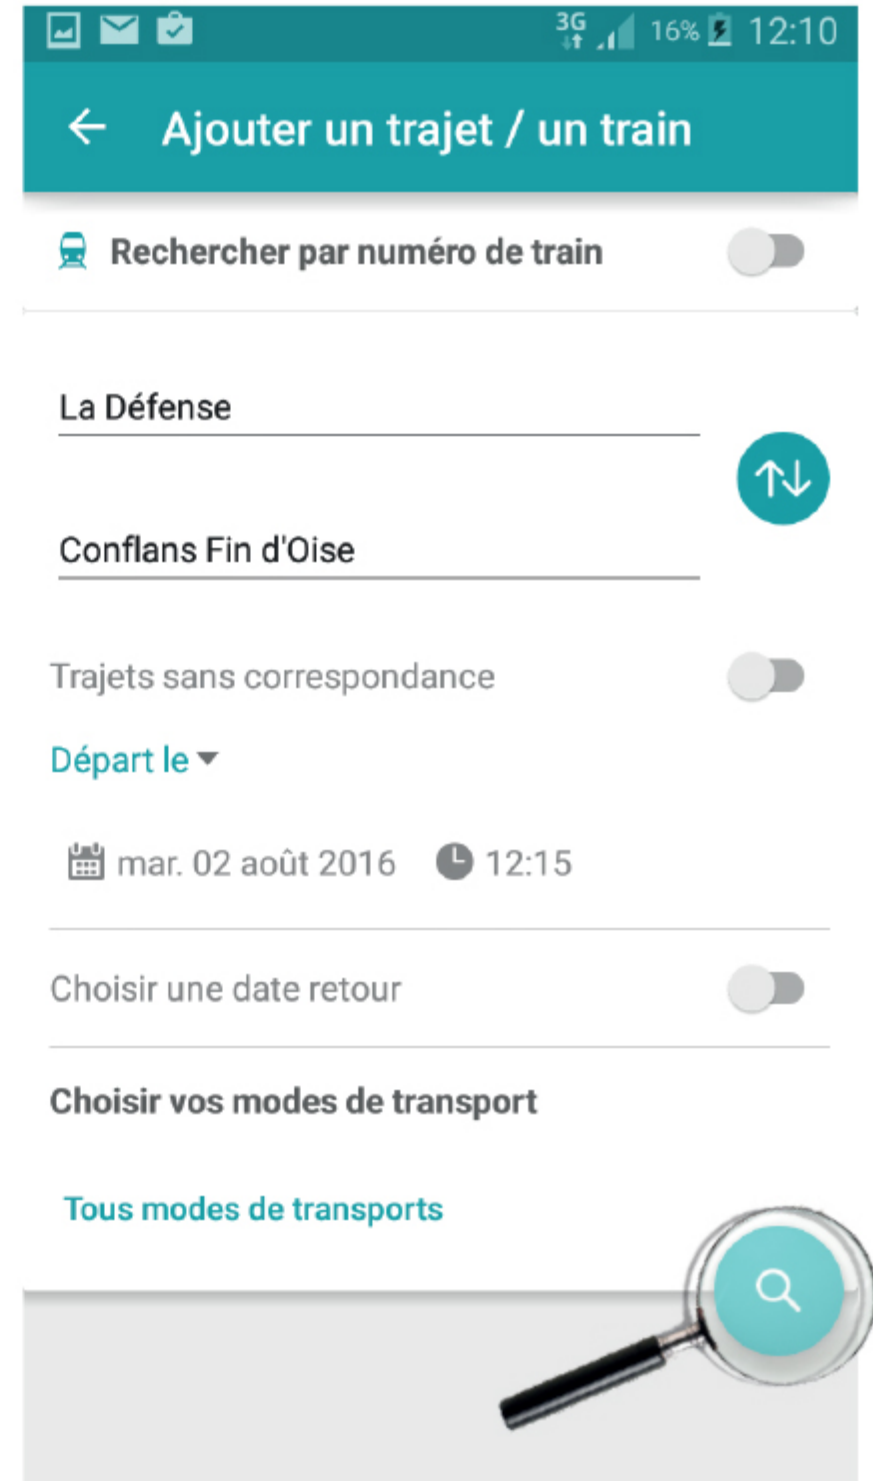 3G 16% 12:10
Ajouter un trajet / un train
Rechercher par numéro de train
La Défense
Conflans Fin d'Oise
Trajets sans correspondance
Départ le
mar. 02 août 2016 12:15
Choisir une date retour
Choisir vos modes de transport
Tous modes de transports